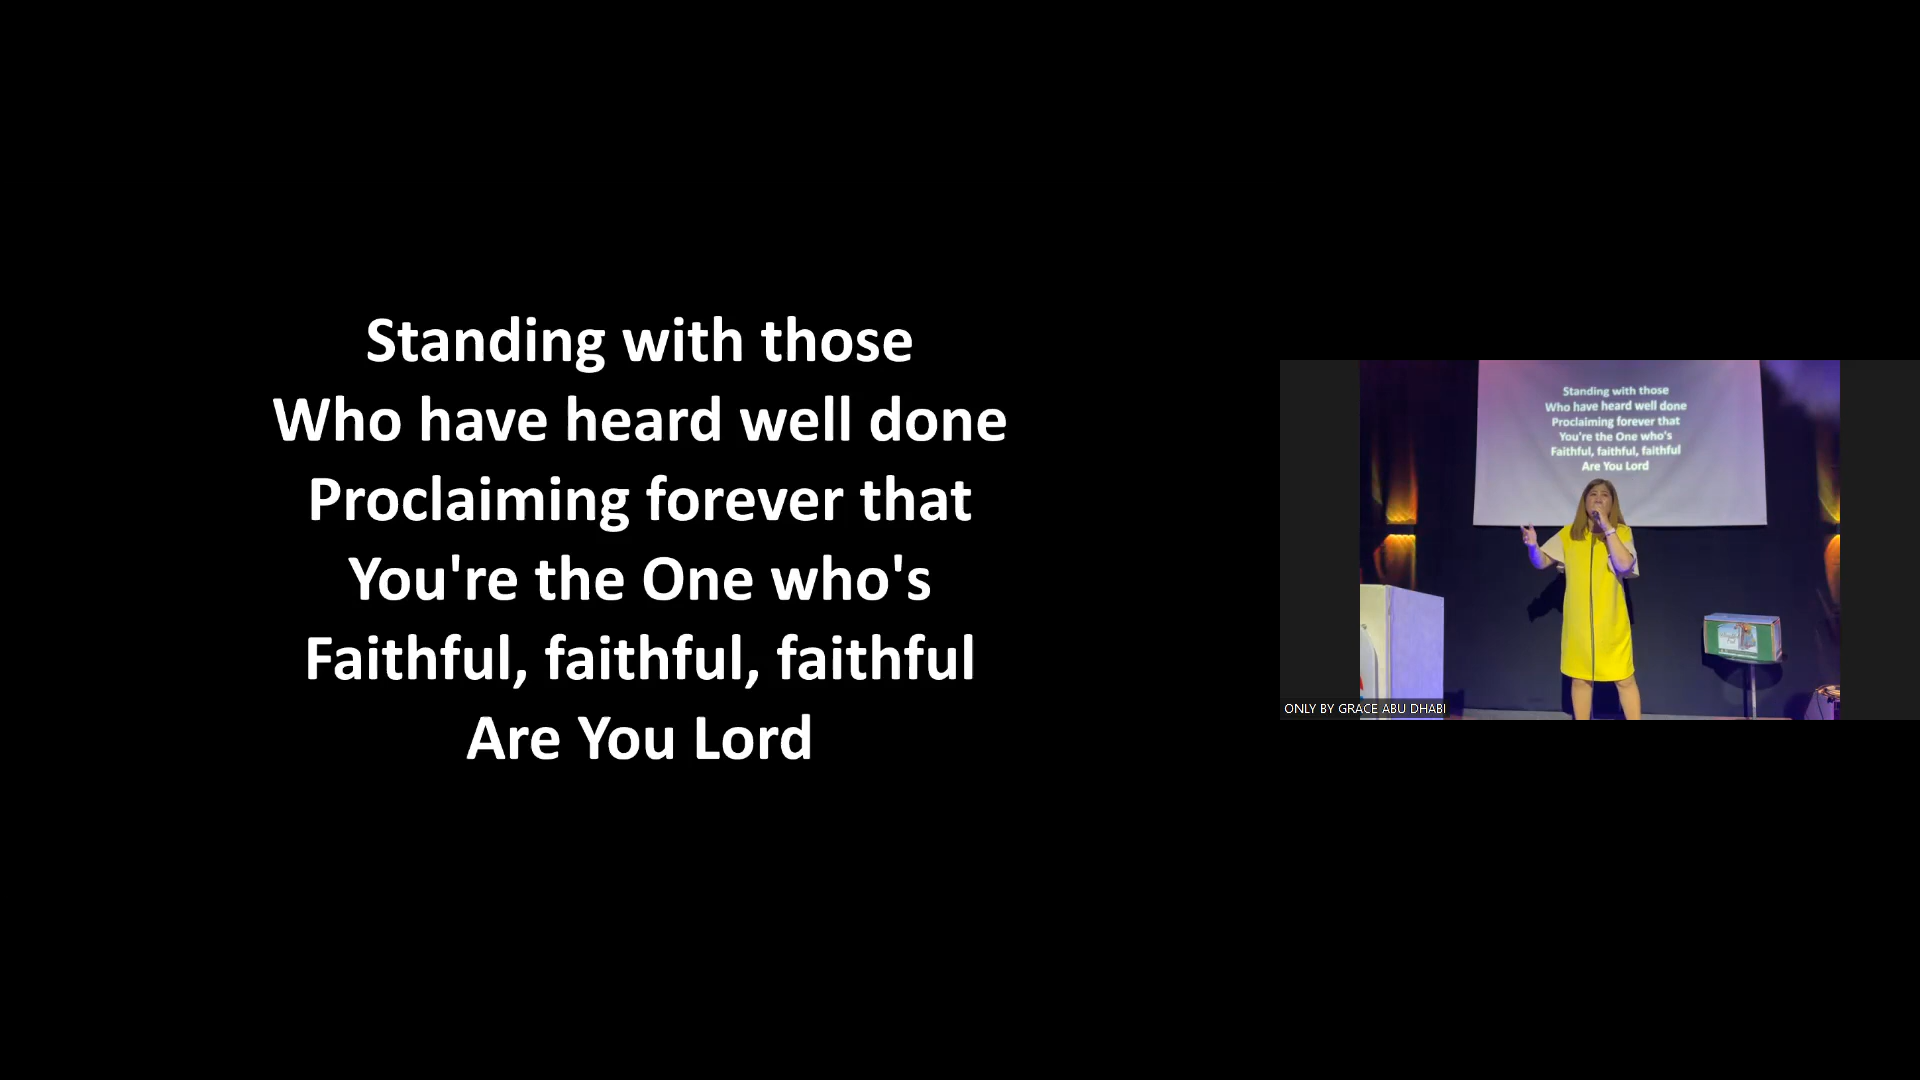 Standing with those
Who have heard well done
Proclaiming forever that
You're the One who's
Faithful, faithful, faithful
Are You Lord
Standing with those
Who have heard well done
Proclaiming forever that
You're the One who's
Faithful, faithful, faithful
Are You Lord
ONLY BY GRACE ABU DHABI